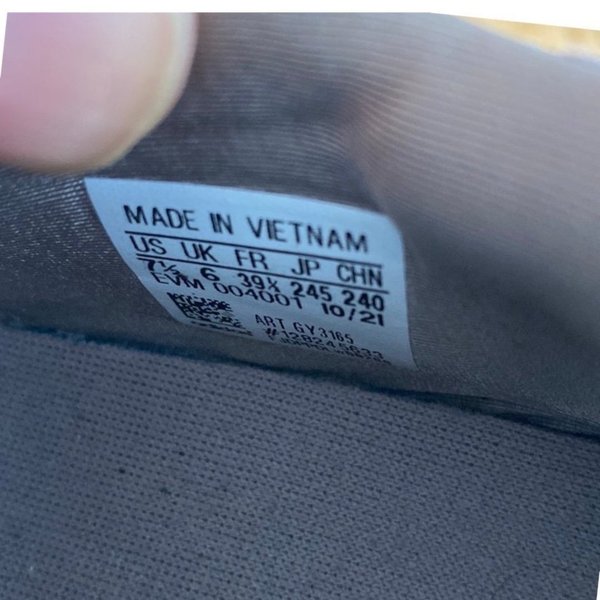 MADE IN VIETNAM
US UK FR JP CHN
7½ 6 39⅓ 245 240
EVM 004001 10/21
ART GY3165
#128245633